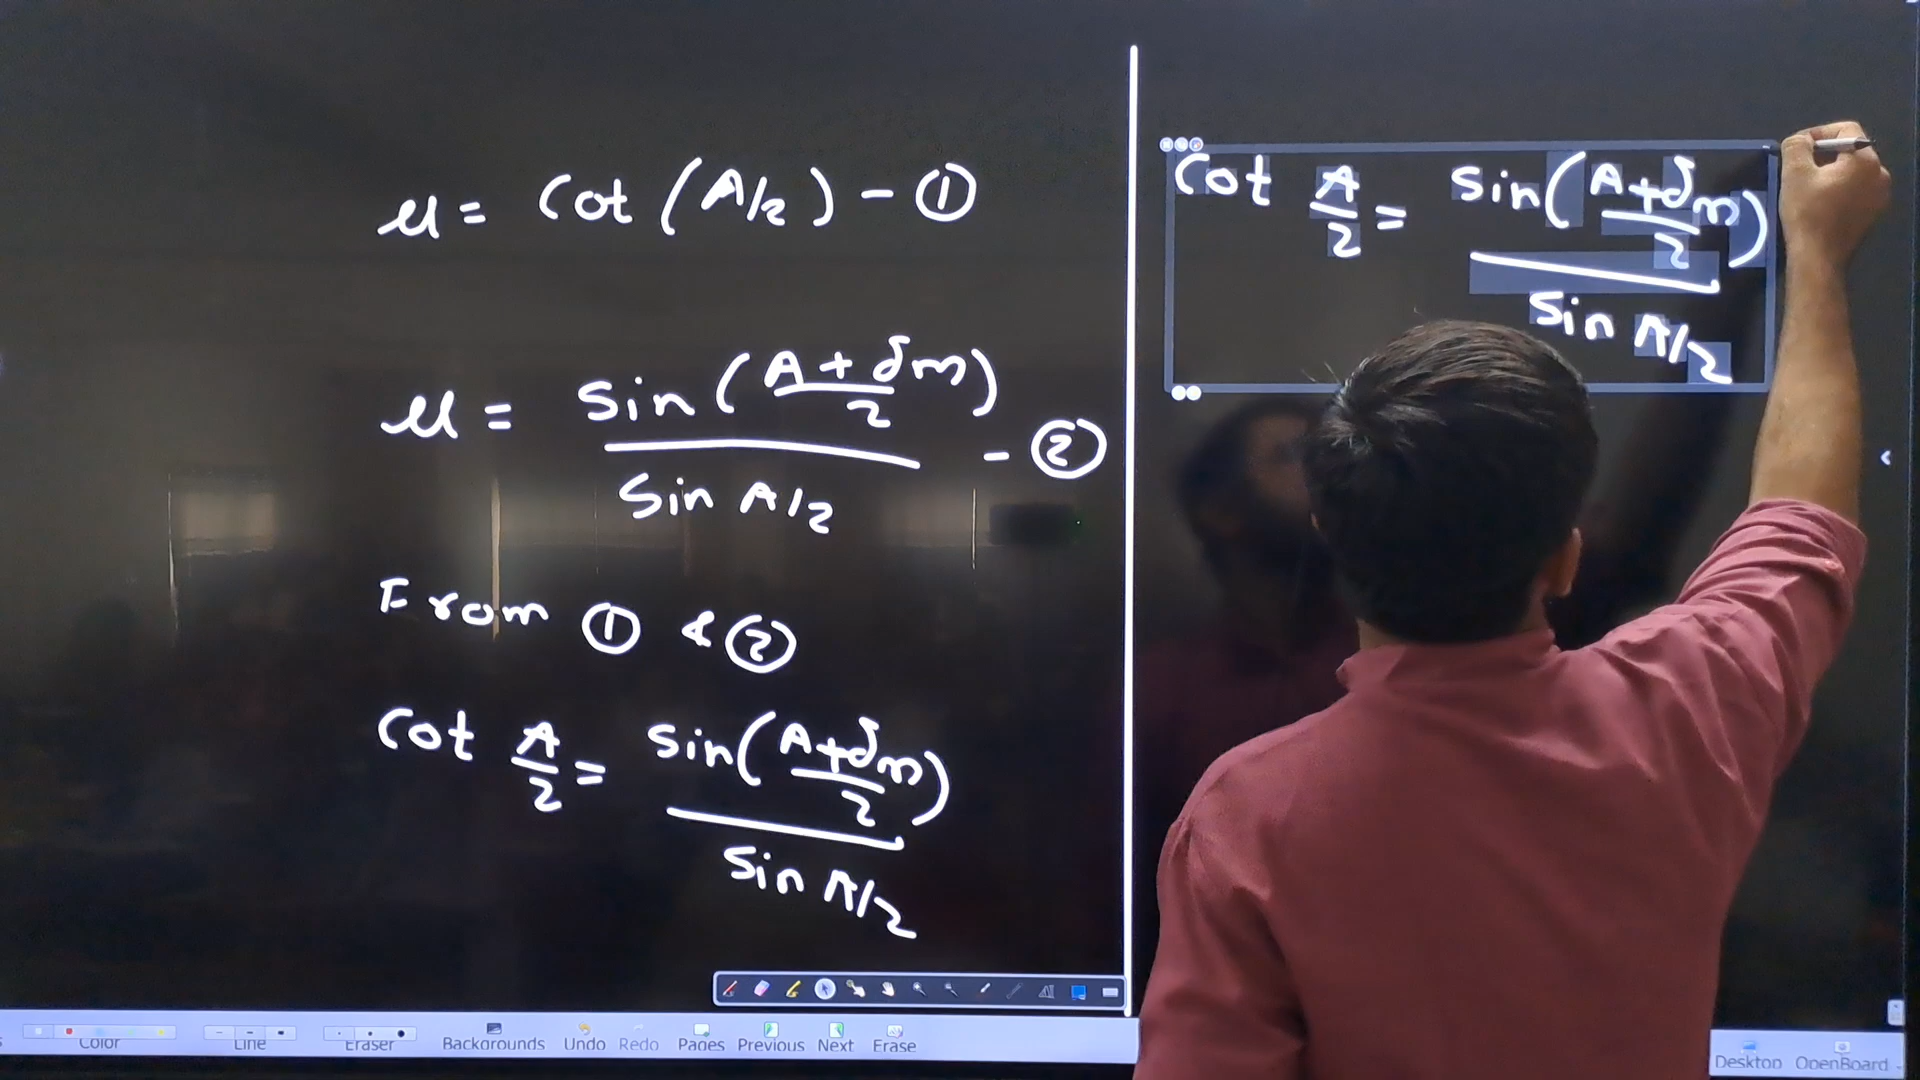 μ = Cot (A/2) - ①
μ = Sin (A + δm / 2) / Sin A/2 - ②
From ① & ②
Cot A/2 = Sin (A+δm / 2) / Sin A/2
Cot A/2 = Sin (A+δm / 2) / Sin A/2
Color Line Eraser Backgrounds Undo Redo Pages Previous Next Erase
Desktop OpenBoard